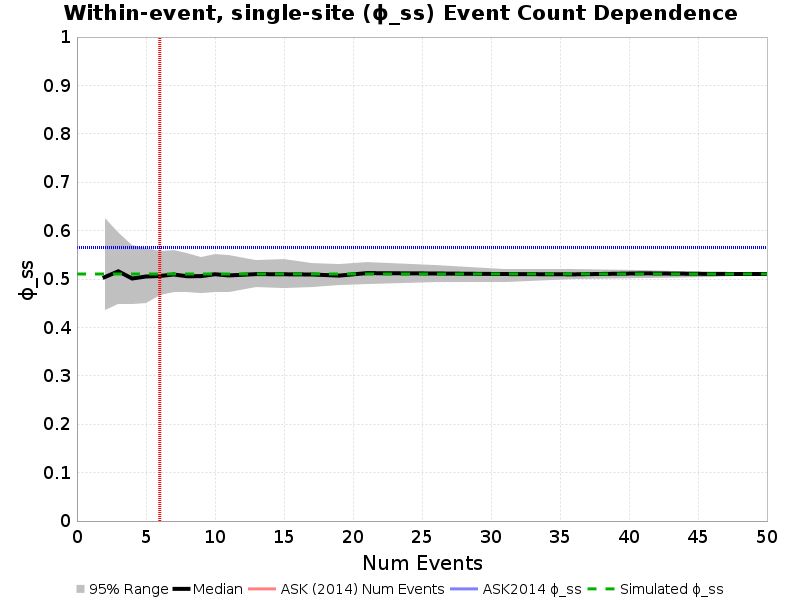 Within-event, single-site (ϕ_ss) Event Count Dependence
1
0.9
0.8
0.7
0.6
0.5
0.4
0.3
0.2
0.1
0
ϕ_ss
0 5 10 15 20 25 30 35 40 45 50
Num Events
95% Range Median ASK (2014) Num Events ASK2014 ϕ_ss Simulated ϕ_ss